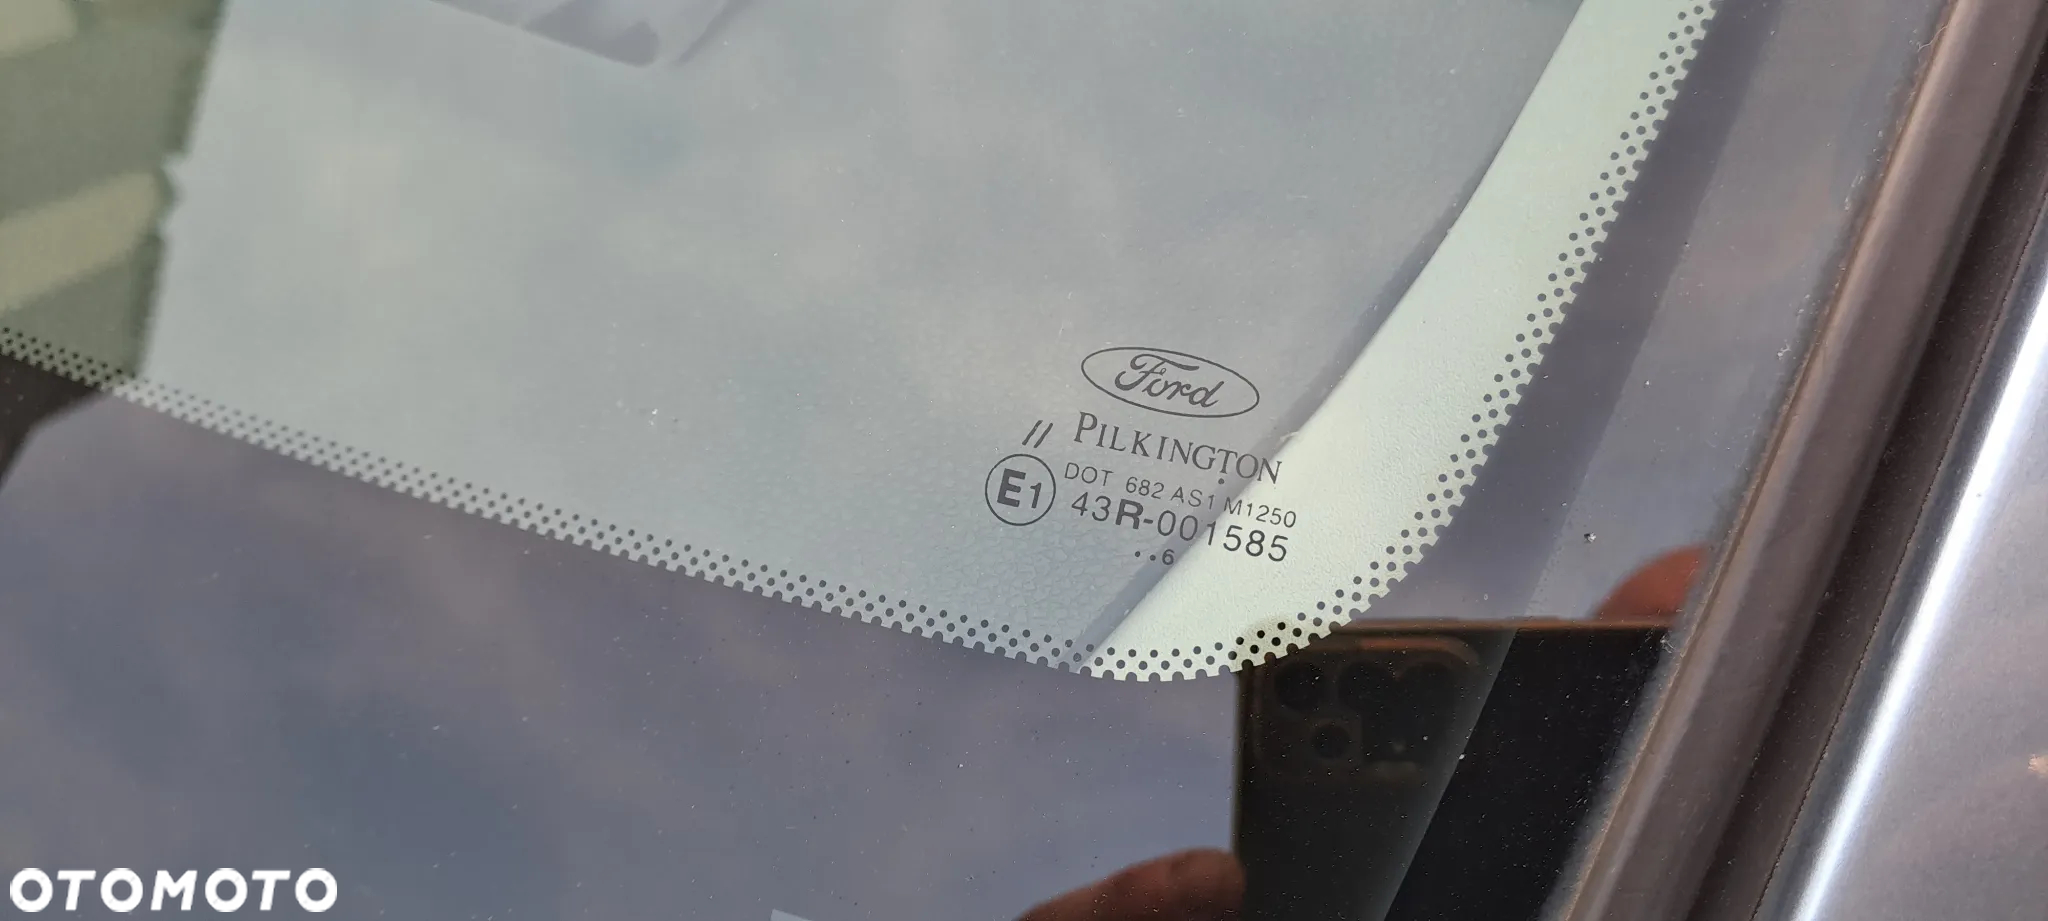 Ford
// PILKINGTON
DOT 682 AS1 M1250
E1 43R-001585
..6
OTOMOTO